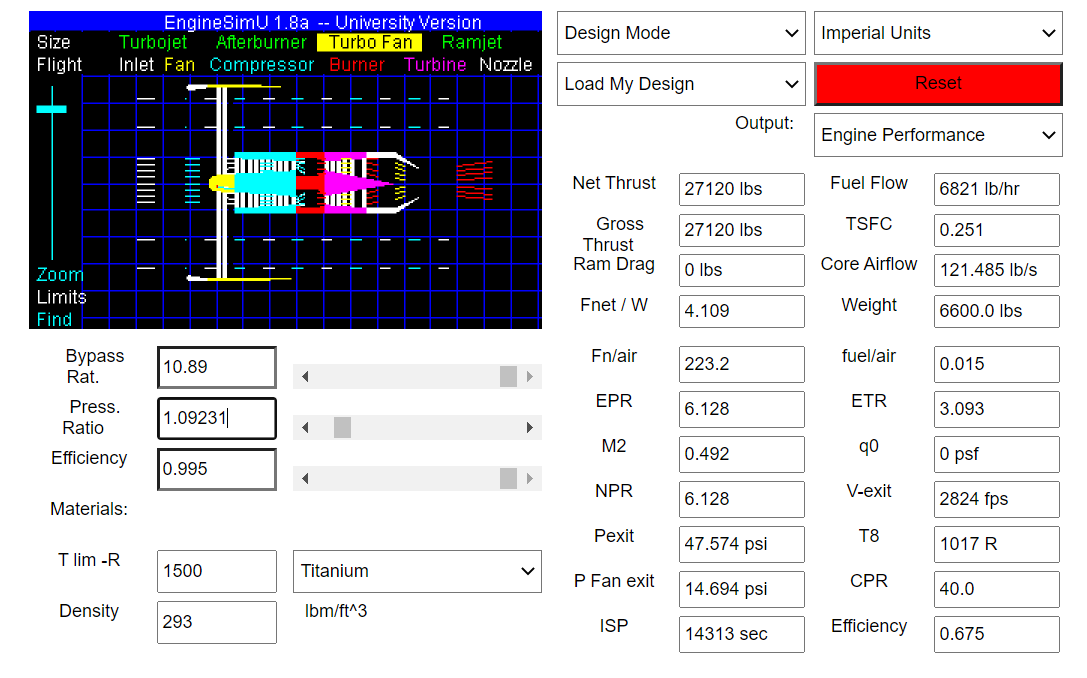 EngineSimU 1.8a -- University Version
Size Turbojet Afterburner Turbo Fan Ramjet
Flight Inlet Fan Compressor Burner Turbine Nozzle
Zoom
Limits
Find
Bypass Rat. 10.89
Press. Ratio 1.09231
Efficiency 0.995
Materials:
T lim -R 1500 Titanium
Density 293 lbm/ft^3
Design Mode Imperial Units
Load My Design Reset
Output: Engine Performance
Net Thrust 27120 lbs Fuel Flow 6821 lb/hr
Gross Thrust 27120 lbs TSFC 0.251
Ram Drag 0 lbs Core Airflow 121.485 lb/s
Fnet / W 4.109 Weight 6600.0 lbs
Fn/air 223.2 fuel/air 0.015
EPR 6.128 ETR 3.093
M2 0.492 q0 0 psf
NPR 6.128 V-exit 2824 fps
Pexit 47.574 psi T8 1017 R
P Fan exit 14.694 psi CPR 40.0
ISP 14313 sec Efficiency 0.675